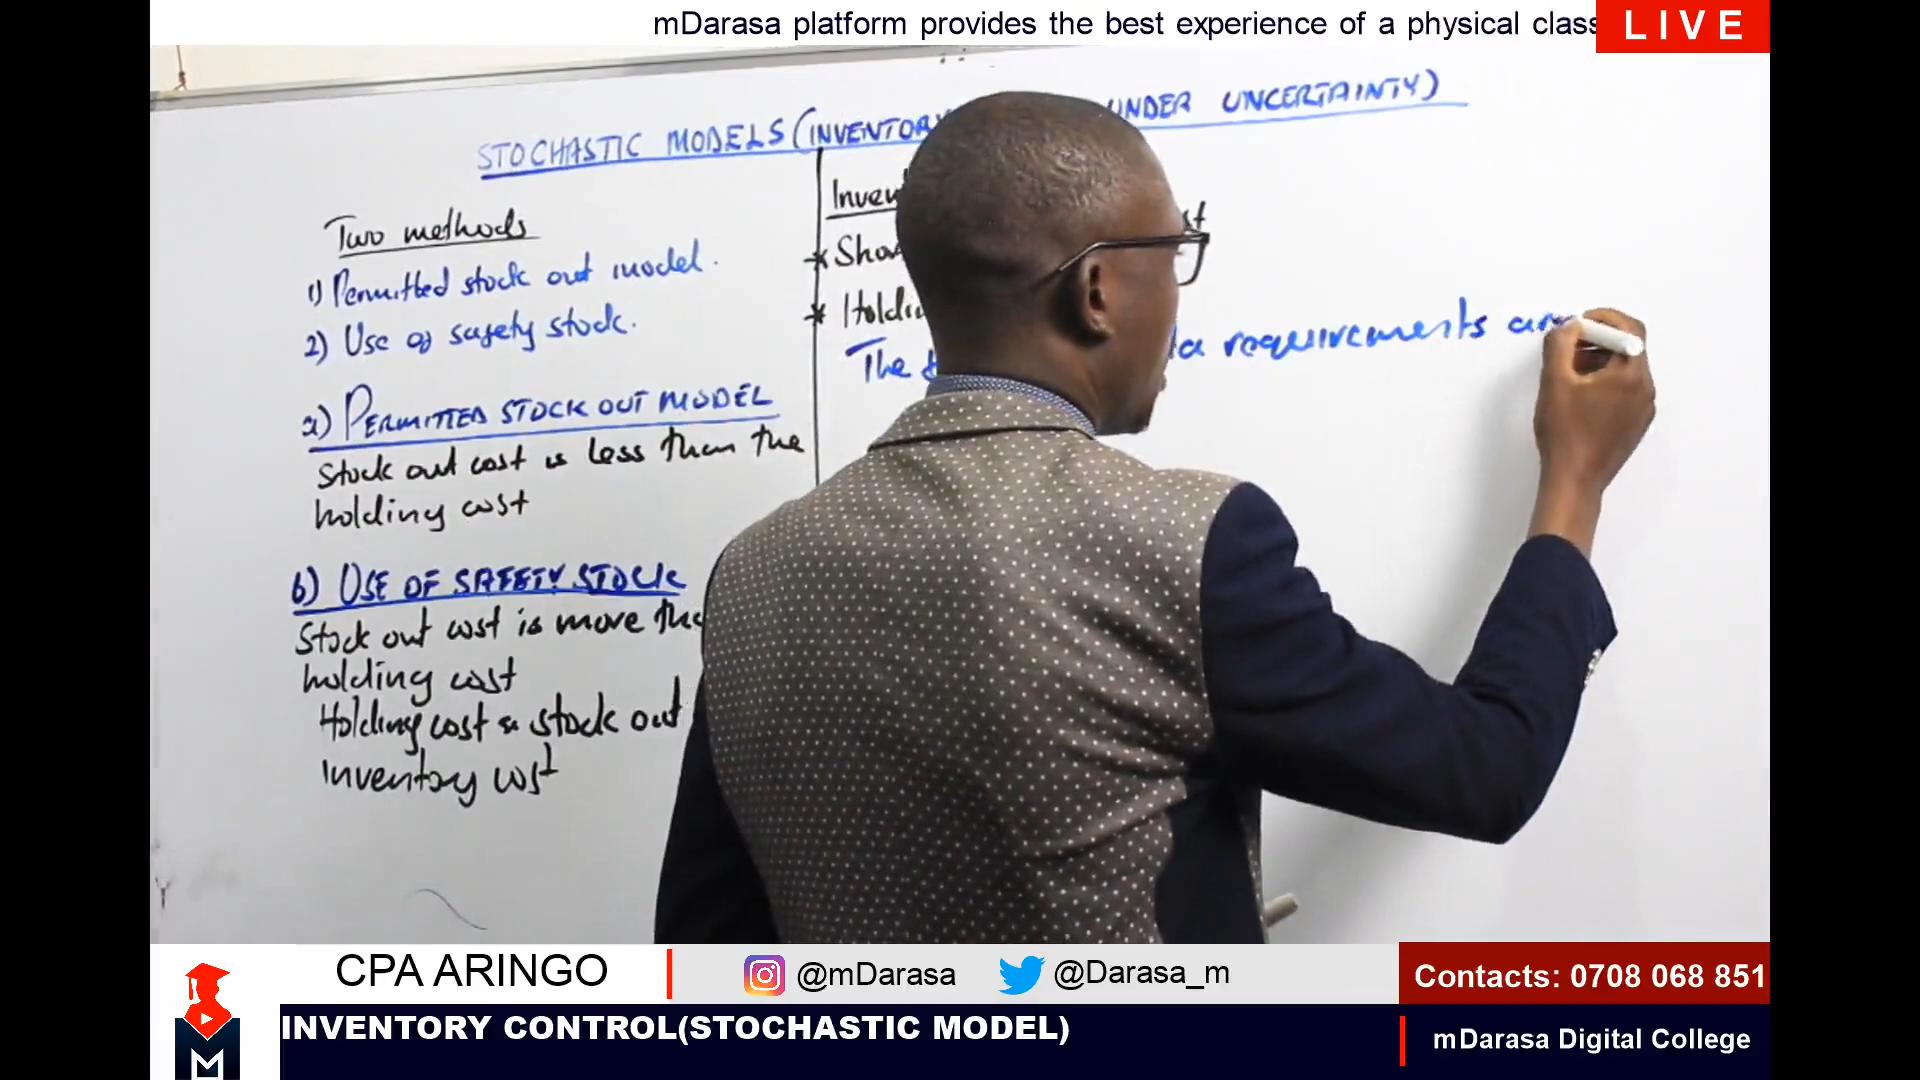 mDarasa platform provides the best experience of a physical class
LIVE
STOCHASTIC MODELS (INVENTORY UNDER UNCERTAINTY)
Two methods
1) Permitted stock out model.
2) Use of safety stock.
a) PERMITTED STOCK OUT MODEL
Stock out cost is less than the
holding cost
b) USE OF SAFETY STOCK
Stock out cost is more tha
holding cost
Holding cost & stock out
inventory cost
Inven st
* Sho
* Holdin
The requirements are
CPA ARINGO
@mDarasa
@Darasa_m
Contacts: 0708 068 851
M
INVENTORY CONTROL(STOCHASTIC MODEL)
mDarasa Digital College